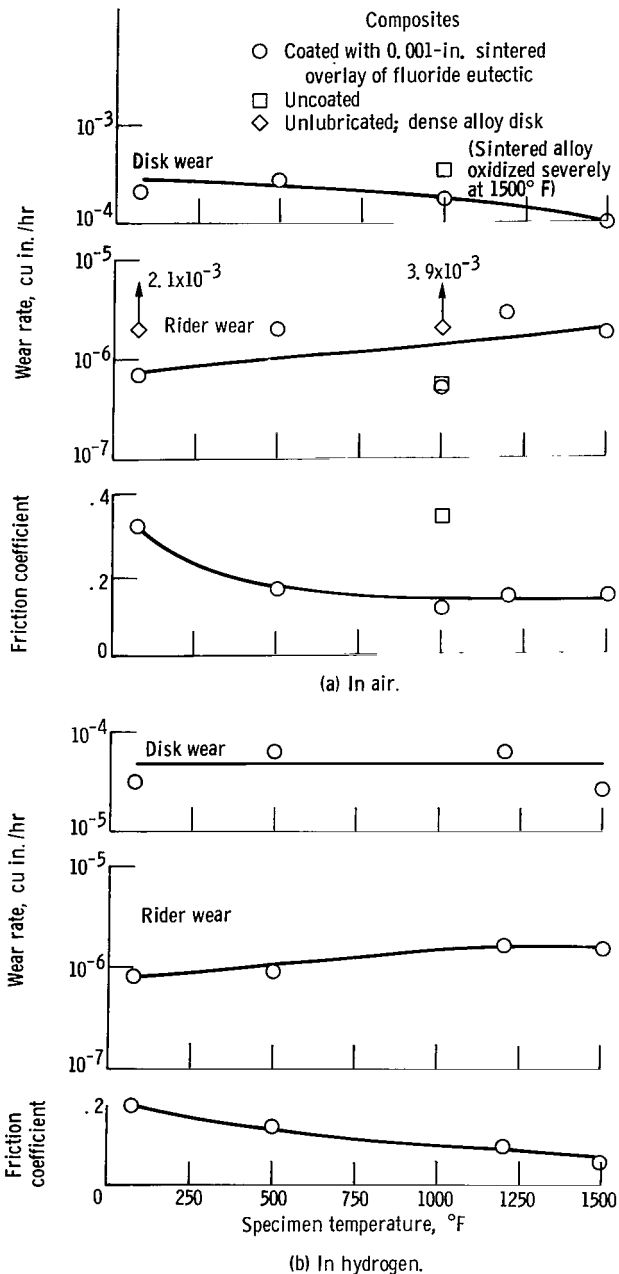 Composites
Coated with 0.001-in. sintered
overlay of fluoride eutectic
Uncoated
Unlubricated; dense alloy disk
(Sintered alloy
oxidized severely
at 1500° F)
10-3
Disk wear
10-4
Wear rate, cu in./hr
10-5
2.1x10-3
3.9x10-3
Rider wear
10-6
10-7
Friction coefficient
.4
.2
0
(a) In air.
10-4
Disk wear
10-5
Wear rate, cu in./hr
10-5
Rider wear
10-6
10-7
Friction
coefficient
.2
0 250 500 750 1000 1250 1500
Specimen temperature, °F
(b) In hydrogen.